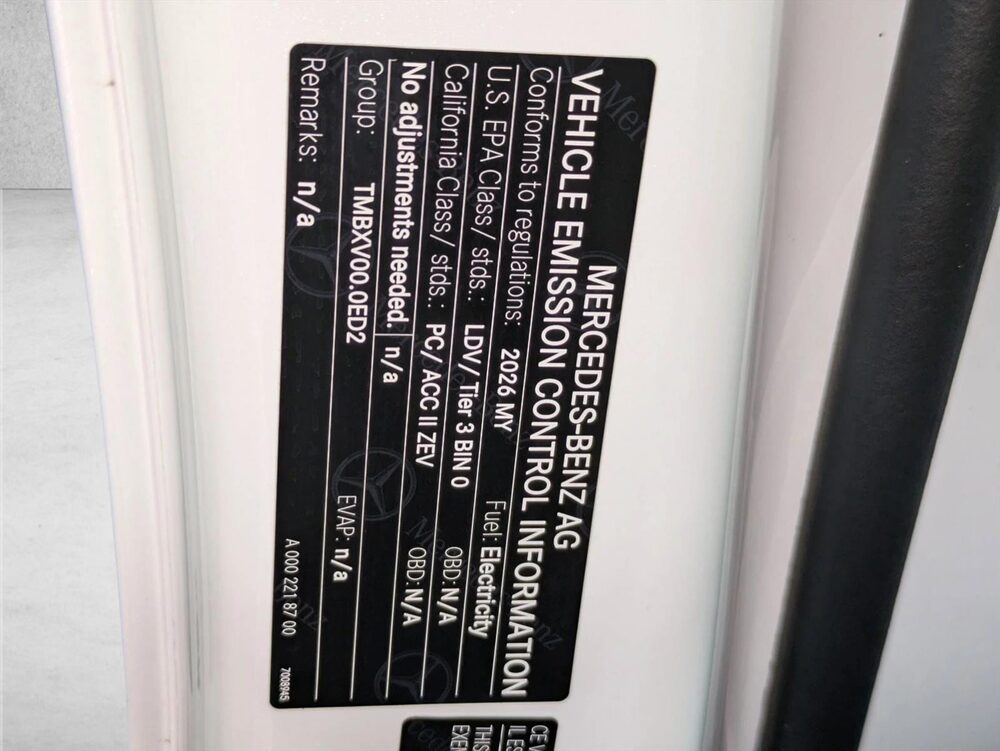 MERCEDES-BENZ AG
VEHICLE EMISSION CONTROL INFORMATION
Conforms to regulations: 2026 MY Fuel: Electricity
U.S. EPA Class/ stds.: LDV/ Tier 3 BIN 0 OBD: N/A
California Class/ stds.: PC/ ACC II ZEV OBD: N/A
No adjustments needed. n/a
Group: TMBXV00.0ED2 EVAP: n/a
Remarks: n/a
A 000 221 87 00 7008945
THIS